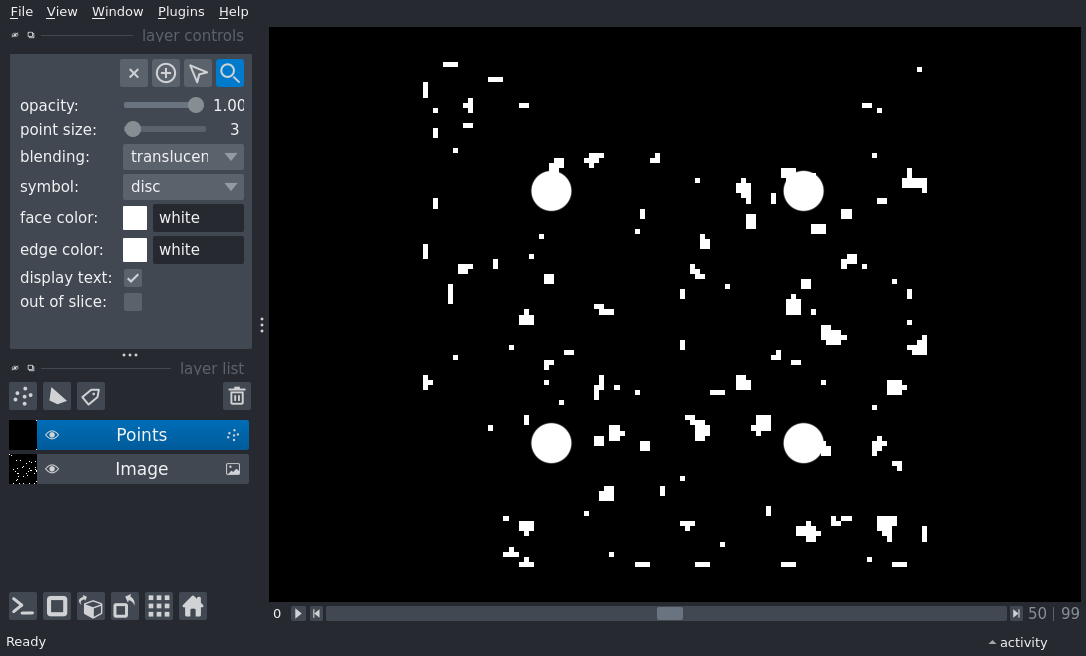 File View Window Plugins Help
layer controls
opacity: 1.00
point size: 3
blending: translucen
symbol: disc
face color: white
edge color: white
display text:
out of slice:
layer list
Points
Image
0 50 | 99
Ready activity